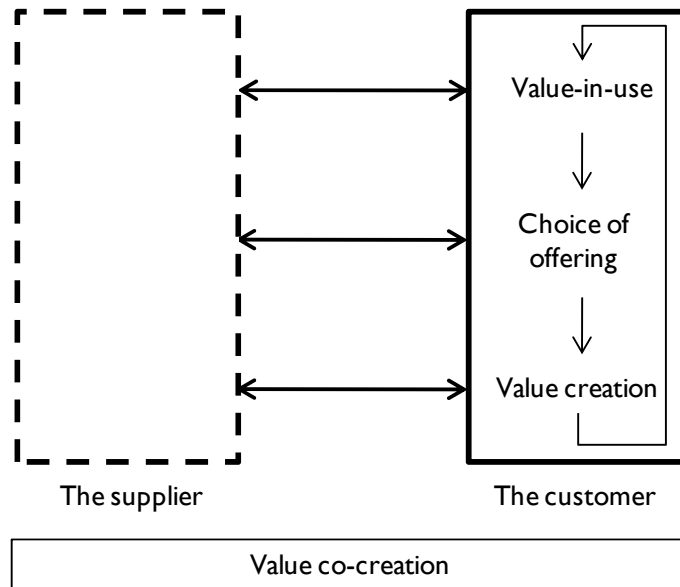 Value-in-use
Choice of
offering
Value creation
The supplier
The customer
Value co-creation